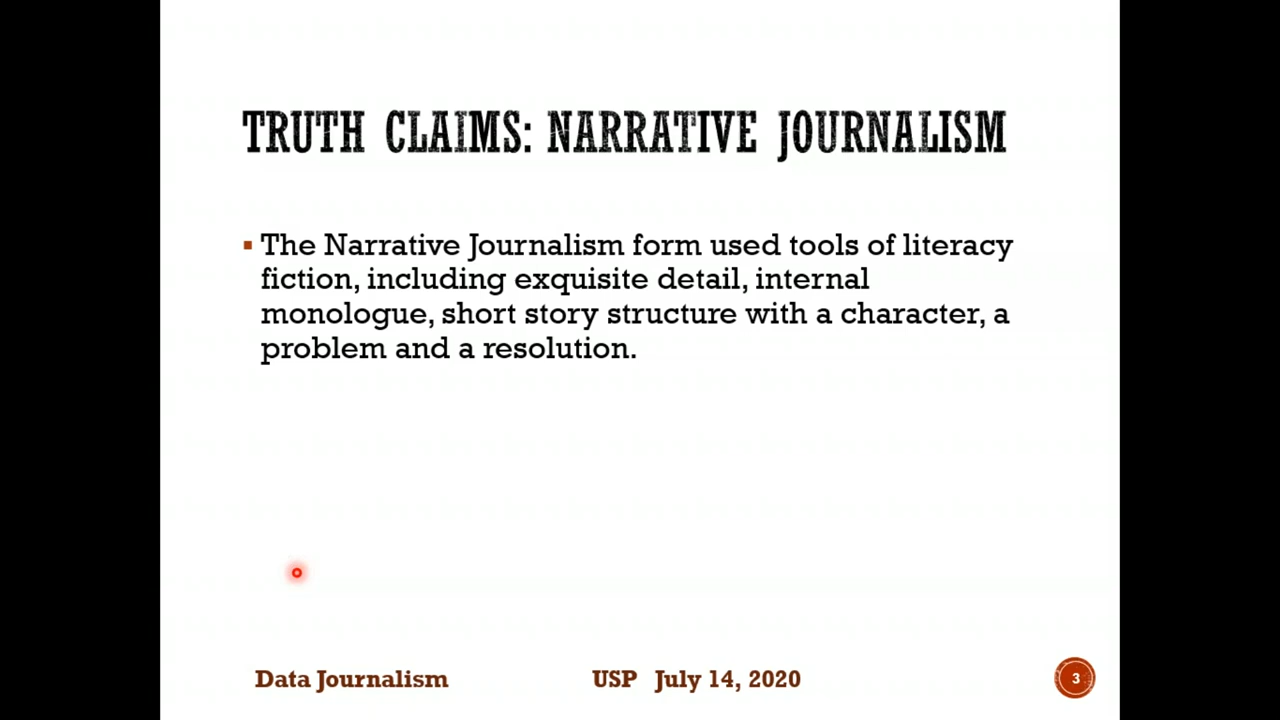 TRUTH CLAIMS: NARRATIVE JOURNALISM
▪ The Narrative Journalism form used tools of literacy
fiction, including exquisite detail, internal
monologue, short story structure with a character, a
problem and a resolution.
Data Journalism USP July 14, 2020 3